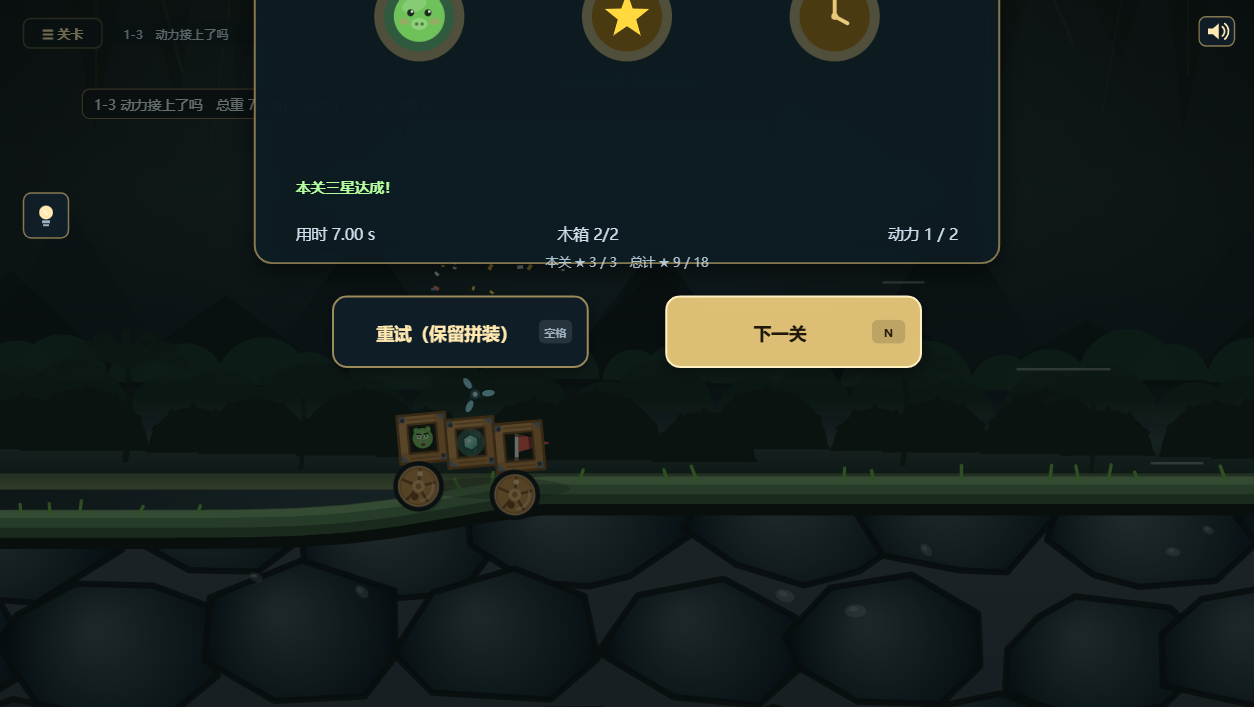 ☰ 关卡 1-3 动力接上了吗
1-3 动力接上了吗 总重 7
本关三星达成!
用时 7.00 s 木箱 2/2 动力 1 / 2
本关 ★ 3 / 3 总计 ★ 9 / 18
重试（保留拼装） 空格 下一关 N